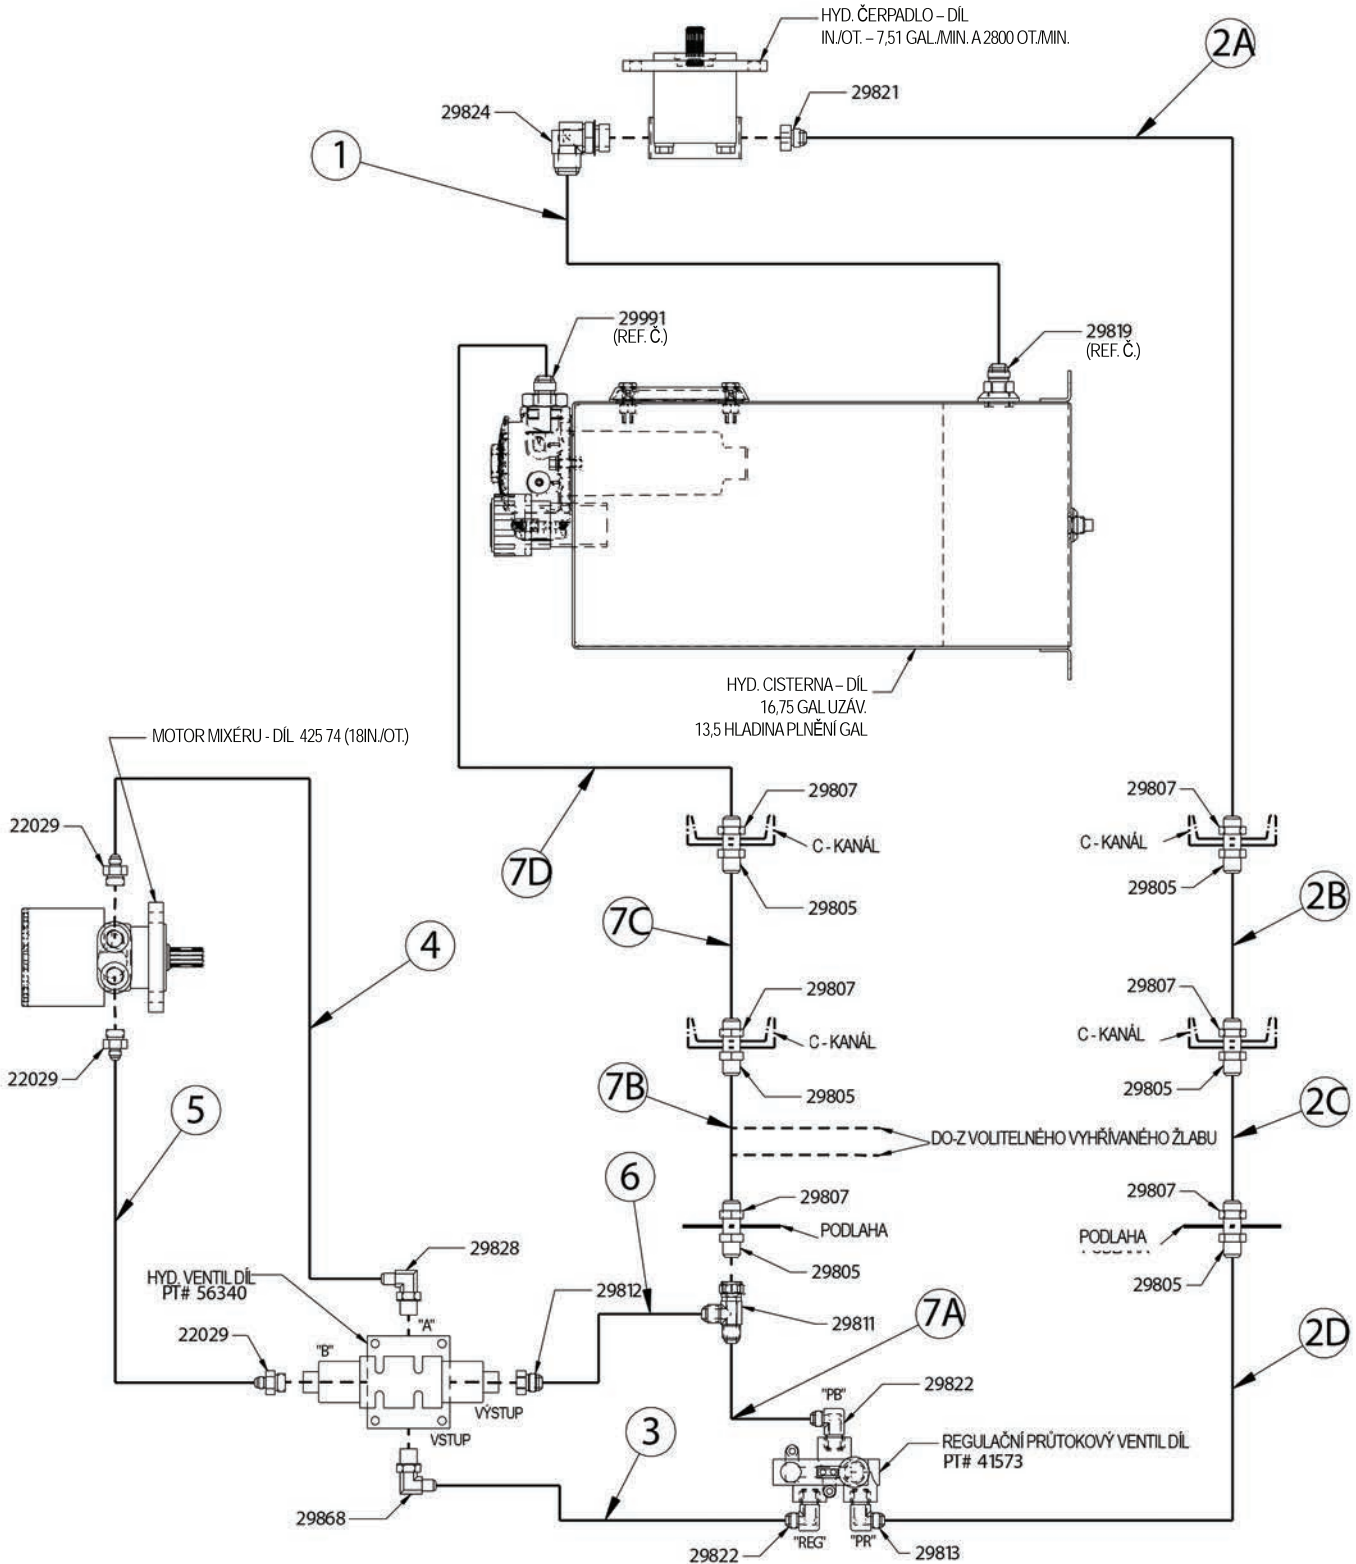 HYD. ČERPADLO – DÍL
IN./OT. – 7,51 GAL./MIN. A 2800 OT./MIN.
2A
29821
29824
1
29991
(REF. Č.)
29819
(REF. Č.)
HYD. CISTERNA – DÍL
16,75 GAL UZÁV.
13,5 HLADINA PLNĚNÍ GAL
MOTOR MIXÉRU - DÍL 425 74 (18IN./OT.)
29807
29807
22029
C - KANÁL
C - KANÁL
7D
29805
29805
7C
2B
4
29807
29807
C - KANÁL
C - KANÁL
22029
29805
29805
7B
2C
5
DO-Z VOLITELNÉHO VYHŘÍVANÉHO ŽLABU
6
29807
29807
PODLAHA
PODLAHA
29828
29805
29805
HYD. VENTIL DÍL
PT# 56340
29812
7A
"A"
29811
22029
"B"
2D
29822
"PB"
VÝSTUP
VSTUP
3
REGULAČNÍ PRŮTOKOVÝ VENTIL DÍL
PT# 41573
29868
"REG"
"PR"
29822
29813